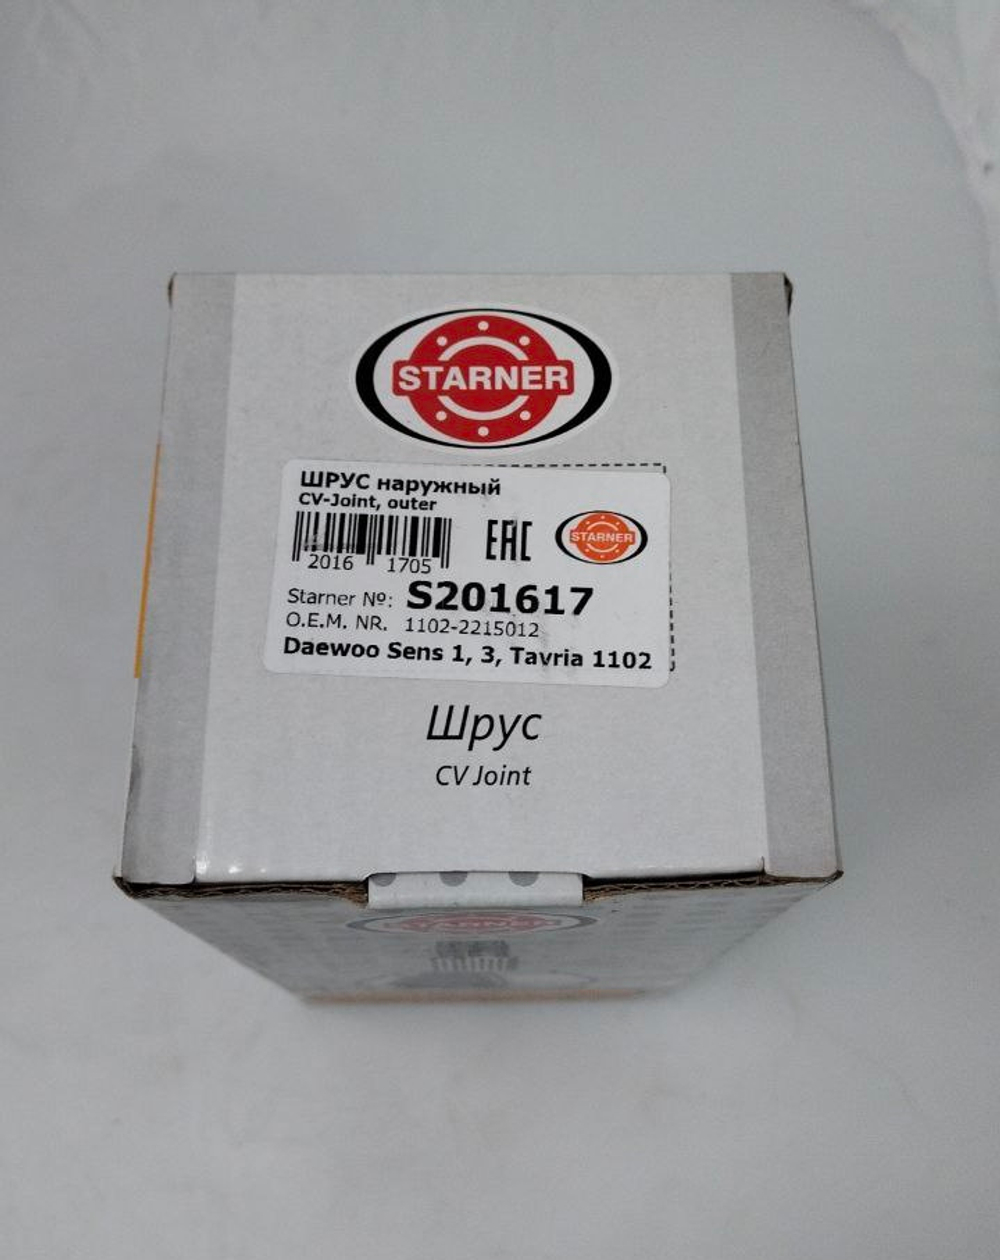 STARNER
ШРУС наружный
CV-Joint, outer
EAC
STARNER
2016 1705
Starner №: S201617
O.E.M. NR. 1102-2215012
Daewoo Sens 1, 3, Tavria 1102
Шрус
CV Joint
STARNER